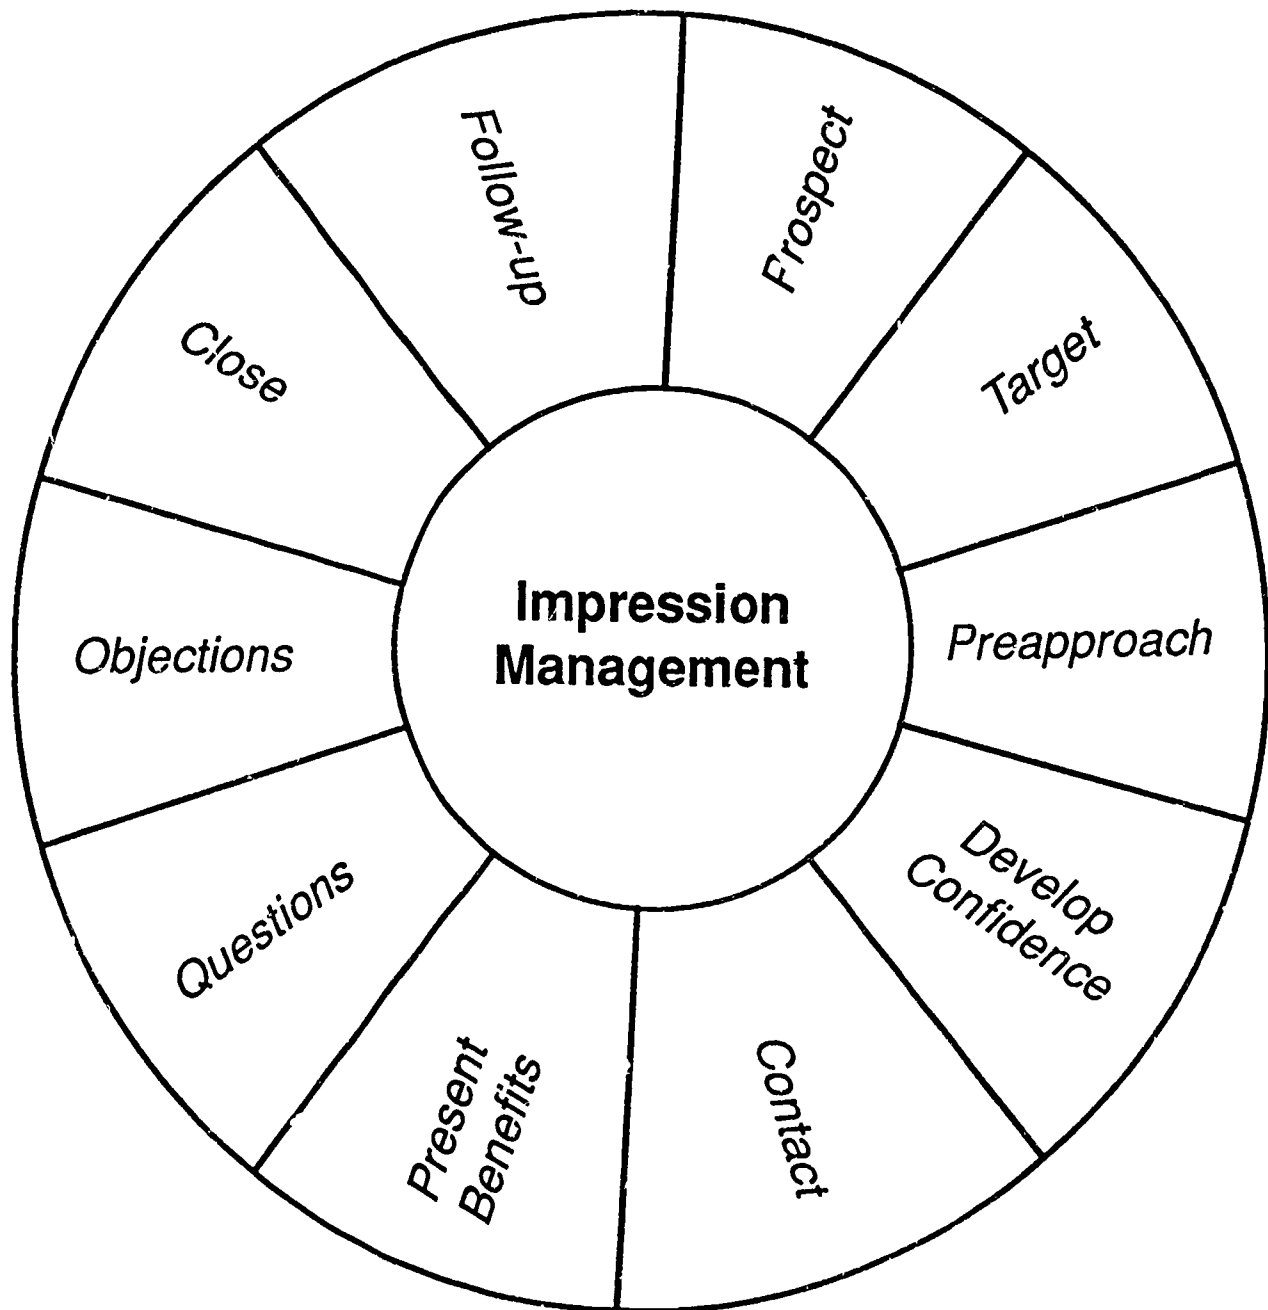 Follow-up
Prospect
Target
Preapproach
Develop
Confidence
Contact
Present
Benefits
Questions
Objections
Close
Impression
Management